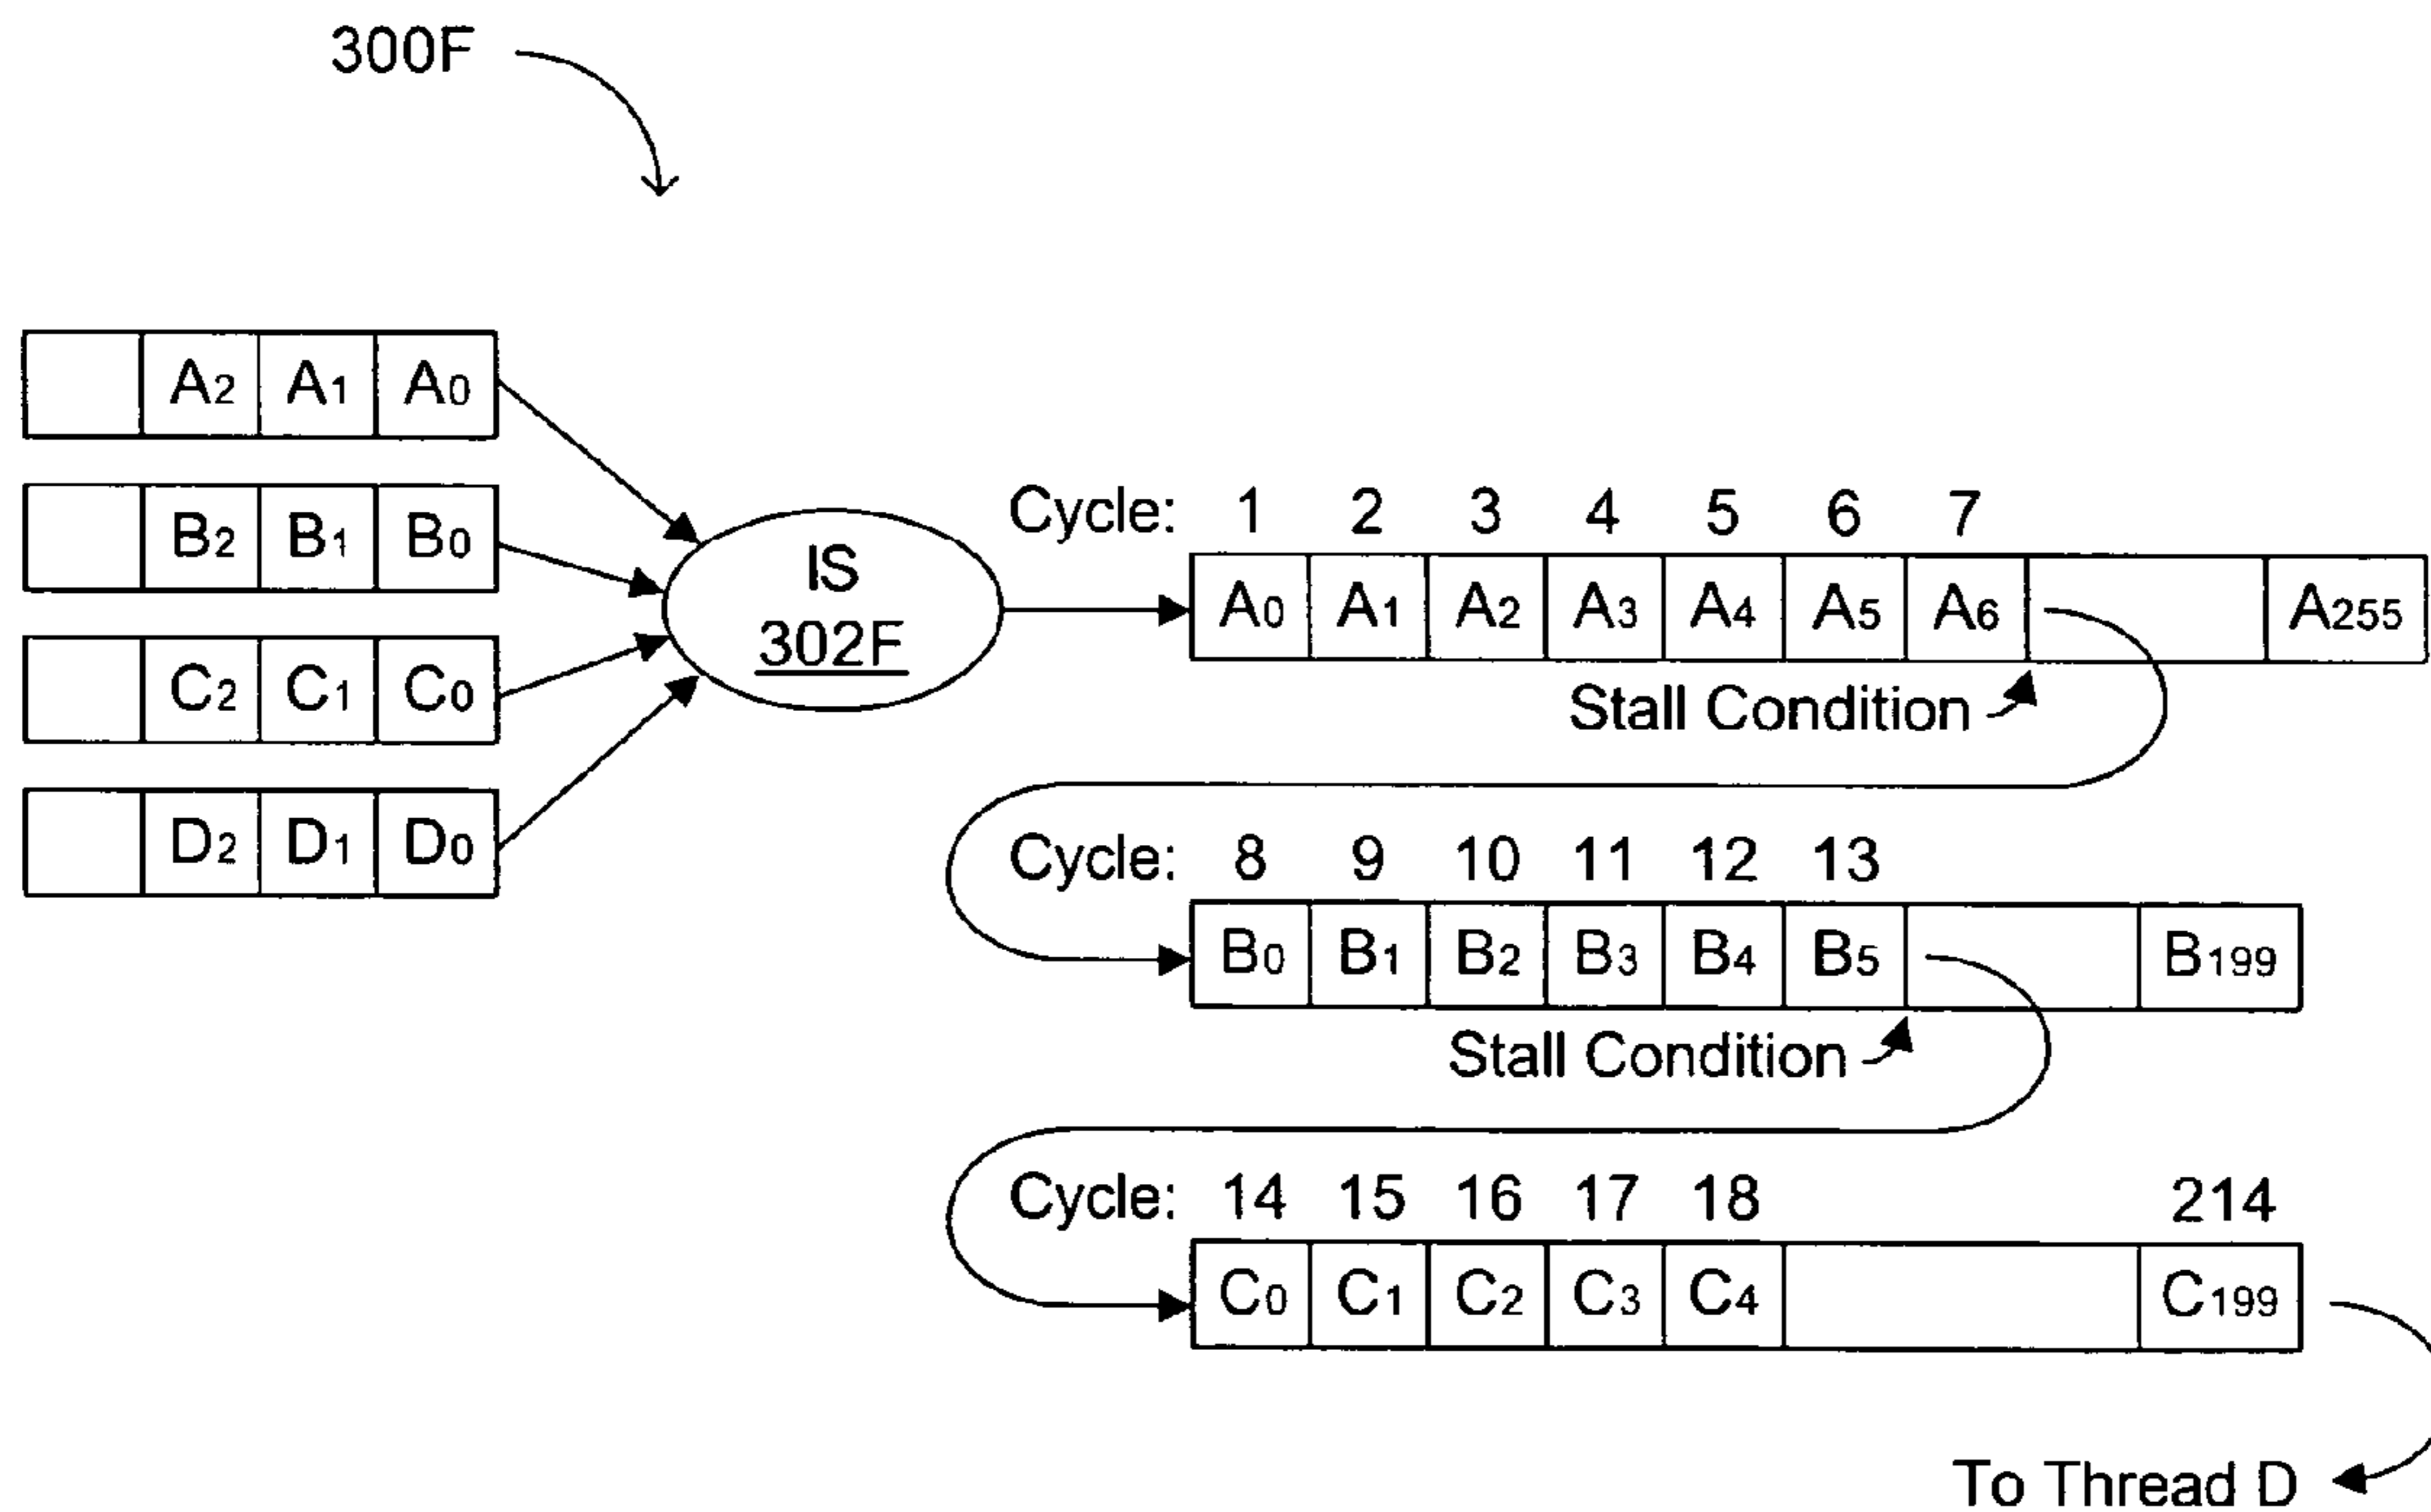 300F
A2 A1 A0
B2 B1 B0
C2 C1 C0
D2 D1 D0
IS
302F
Cycle: 1 2 3 4 5 6 7
A0 A1 A2 A3 A4 A5 A6 A255
Stall Condition
Cycle: 8 9 10 11 12 13
B0 B1 B2 B3 B4 B5 B199
Stall Condition
Cycle: 14 15 16 17 18 214
C0 C1 C2 C3 C4 C199
To Thread D